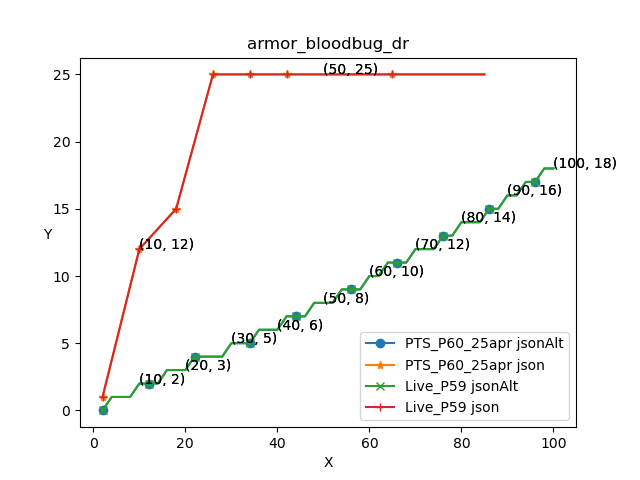 armor_bloodbug_dr
25
20
15
10
5
0
Y
(50, 25)
(10, 12)
(100, 18)
(90, 16)
(80, 14)
(70, 12)
(60, 10)
(50, 8)
(40, 6)
(30, 5)
(20, 3)
(10, 2)
PTS_P60_25apr jsonAlt
PTS_P60_25apr json
Live_P59 jsonAlt
Live_P59 json
0 20 40 60 80 100
X